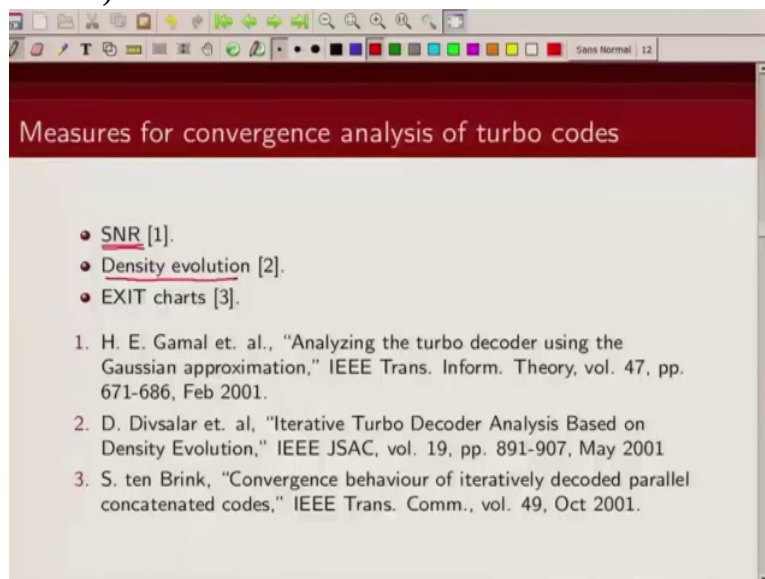 Sans Normal 12
Measures for convergence analysis of turbo codes
SNR [1].
Density evolution [2].
EXIT charts [3].
1. H. E. Gamal et. al., “Analyzing the turbo decoder using the
Gaussian approximation,” IEEE Trans. Inform. Theory, vol. 47, pp.
671-686, Feb 2001.
2. D. Divsalar et. al, “Iterative Turbo Decoder Analysis Based on
Density Evolution,” IEEE JSAC, vol. 19, pp. 891-907, May 2001
3. S. ten Brink, “Convergence behaviour of iteratively decoded parallel
concatenated codes,” IEEE Trans. Comm., vol. 49, Oct 2001.